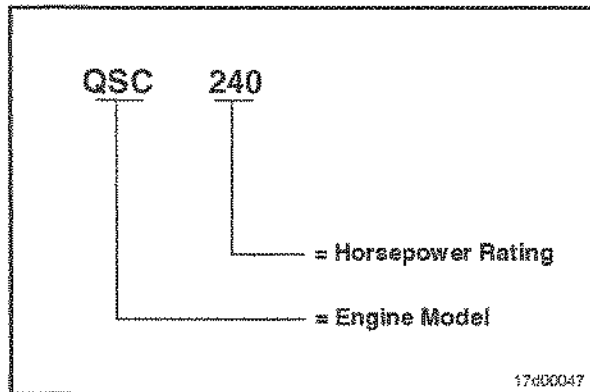 QSC 240
= Horsepower Rating
= Engine Model
17d00047